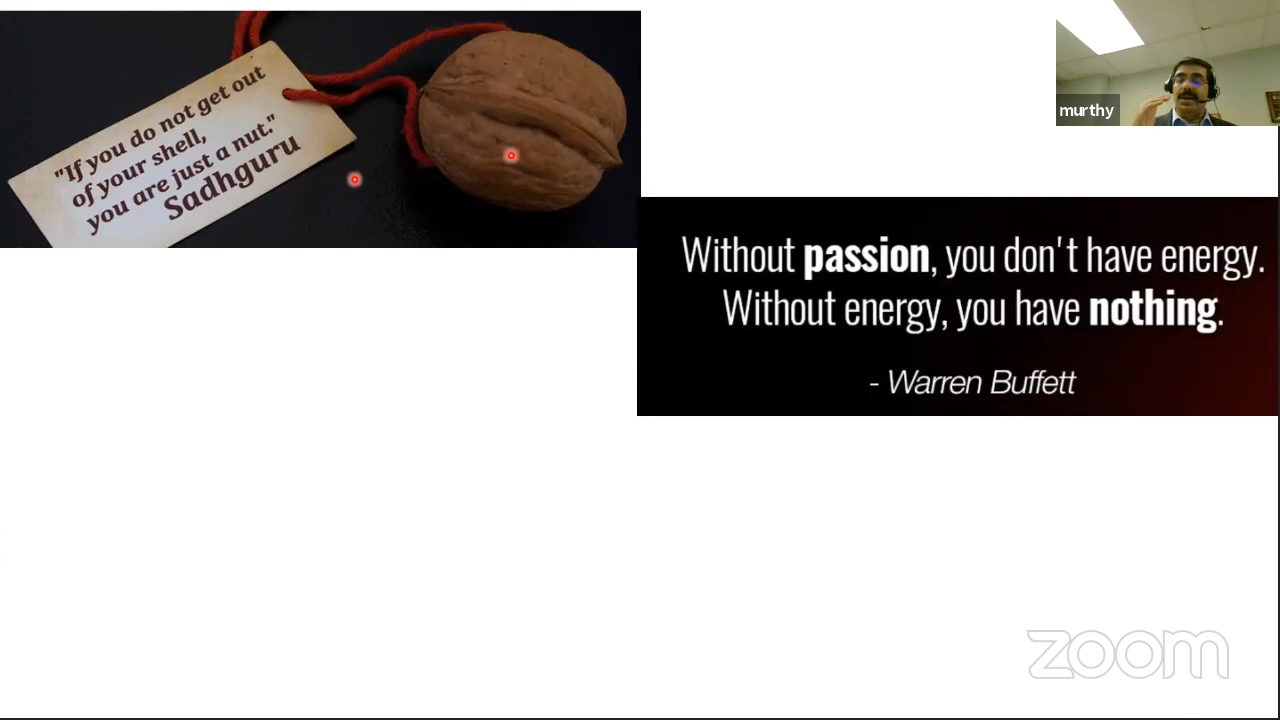 "If you do not get out
of your shell,
you are just a nut."
Sadhguru
murthy
Without passion, you don't have energy.
Without energy, you have nothing.
- Warren Buffett
zoom